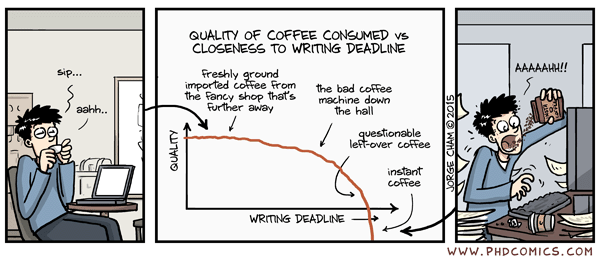 sip...
aahh..
QUALITY OF COFFEE CONSUMED vs
CLOSENESS TO WRITING DEADLINE
freshly ground
imported coffee from
the fancy shop that's
further away
the bad coffee
machine down
the hall
questionable
left-over coffee
instant
coffee
QUALITY
WRITING DEADLINE
JORGE CHAM © 2015
AAAAAHH!!
WWW.PHDCOMICS.COM